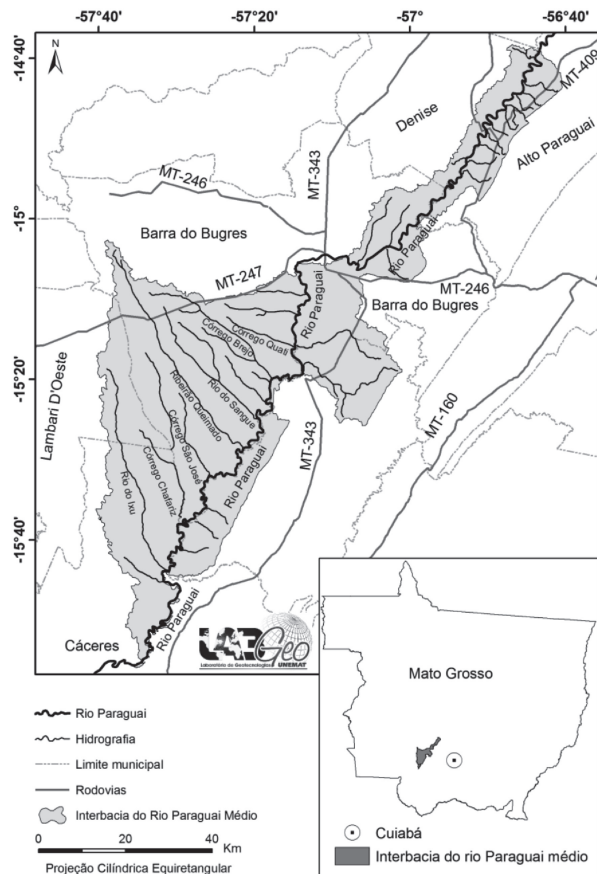 -57°40'
-57°20'
-57°
-56°40'
-14°40'
-15°
-15°20'
-15°40'
N
MT-409
Denise
Alto Paraguai
MT-343
MT-246
Barra do Bugres
Rio Paraguai
MT-247
MT-246
Barra do Bugres
Rio Paraguai
Córrego Quati
Córrego Brejo
Rio do Sangue
Ribeirão Queimado
Córrego São José
Córrego Chafariz
Rio do Ixu
Lambari D'Oeste
Rio Paraguai
MT-343
MT-160
Cáceres
Rio Paraguai
LAB Geo
Laboratório de Geotecnologias UNEMAT
Mato Grosso
Cuiabá
Interbacia do rio Paraguai médio
Rio Paraguai
Hidrografia
Limite municipal
Rodovias
Interbacia do Rio Paraguai Médio
0 10 20 40
Km
Projeção Cilíndrica Equiretangular